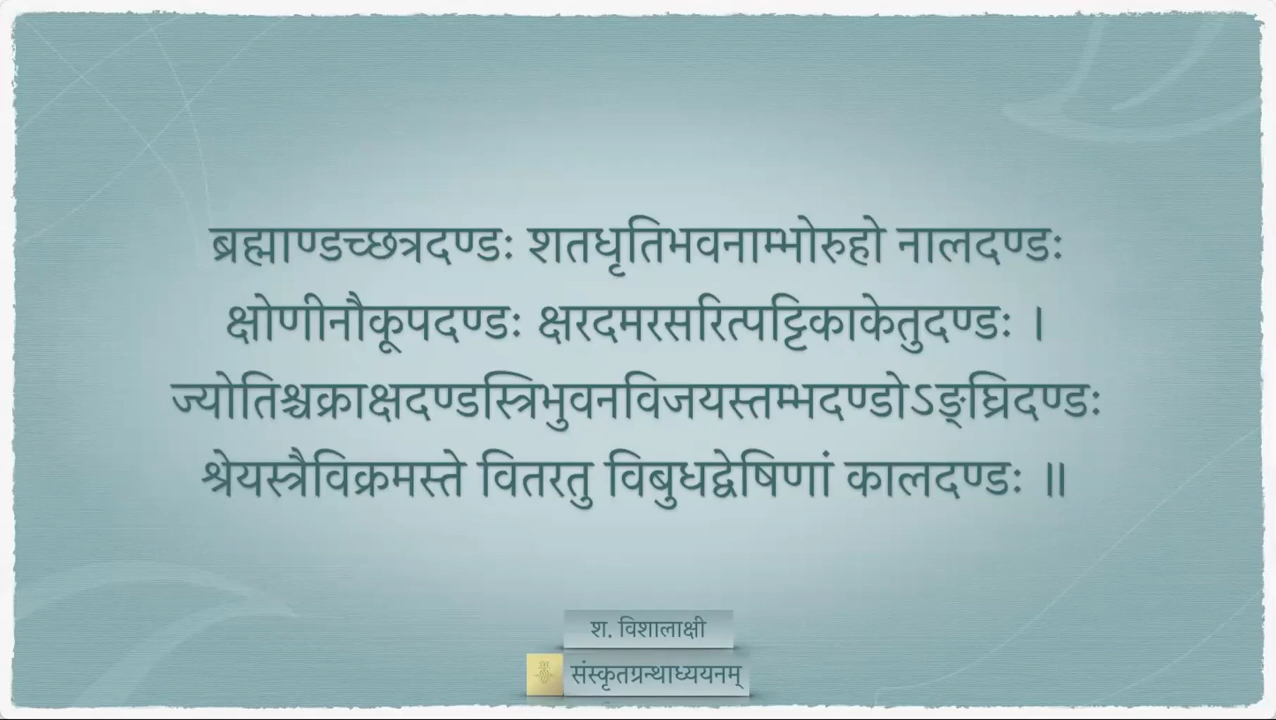 ब्रह्माण्डच्छत्रदण्डः शतधृतिभवनाम्भोरुहो नालदण्डः
क्षोणीनौकूपदण्डः क्षरदमरसरित्पट्टिकाकेतुदण्डः ।
ज्योतिश्चक्राक्षदण्डस्त्रिभुवनविजयस्तम्भदण्डोऽङ्घ्रिदण्डः
श्रेयस्त्रैविक्रमस्ते वितरतु विबुधद्वेषिणां कालदण्डः ॥
श. विशालाक्षी
संस्कृतग्रन्थाध्ययनम्